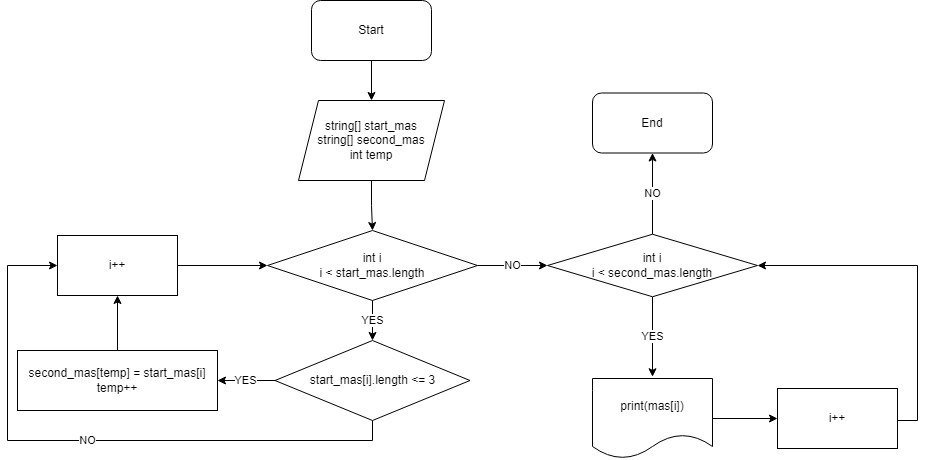 Start
string[] start_mas
string[] second_mas
int temp
End
i++
int i
i < start_mas.length
NO
int i
i < second_mas.length
NO
YES
YES
second_mas[temp] = start_mas[i]
temp++
YES
start_mas[i].length <= 3
NO
print(mas[i])
i++